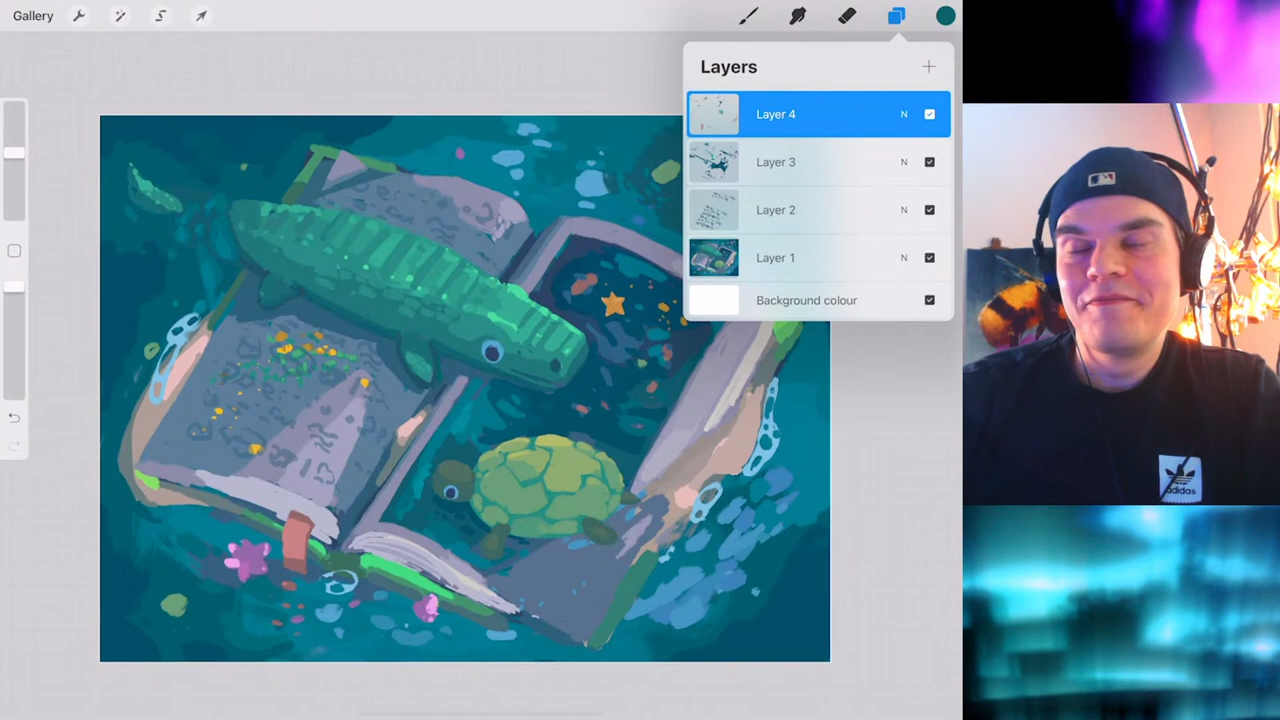 Gallery
Layers
Layer 4 N
Layer 3 N
Layer 2 N
Layer 1 N
Background colour
adidas